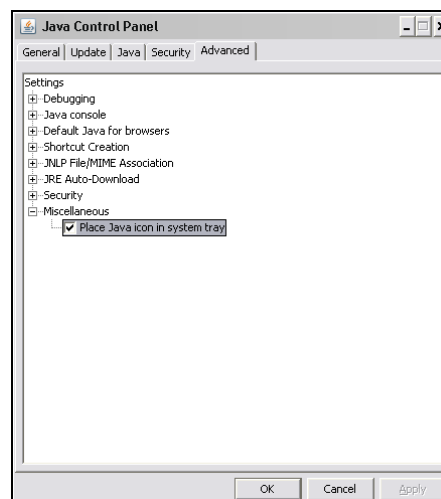 Java Control Panel
General Update Java Security Advanced
Settings
Debugging
Java console
Default Java for browsers
Shortcut Creation
JNLP File/MIME Association
JRE Auto-Download
Security
Miscellaneous
Place Java icon in system tray
OK Cancel Apply